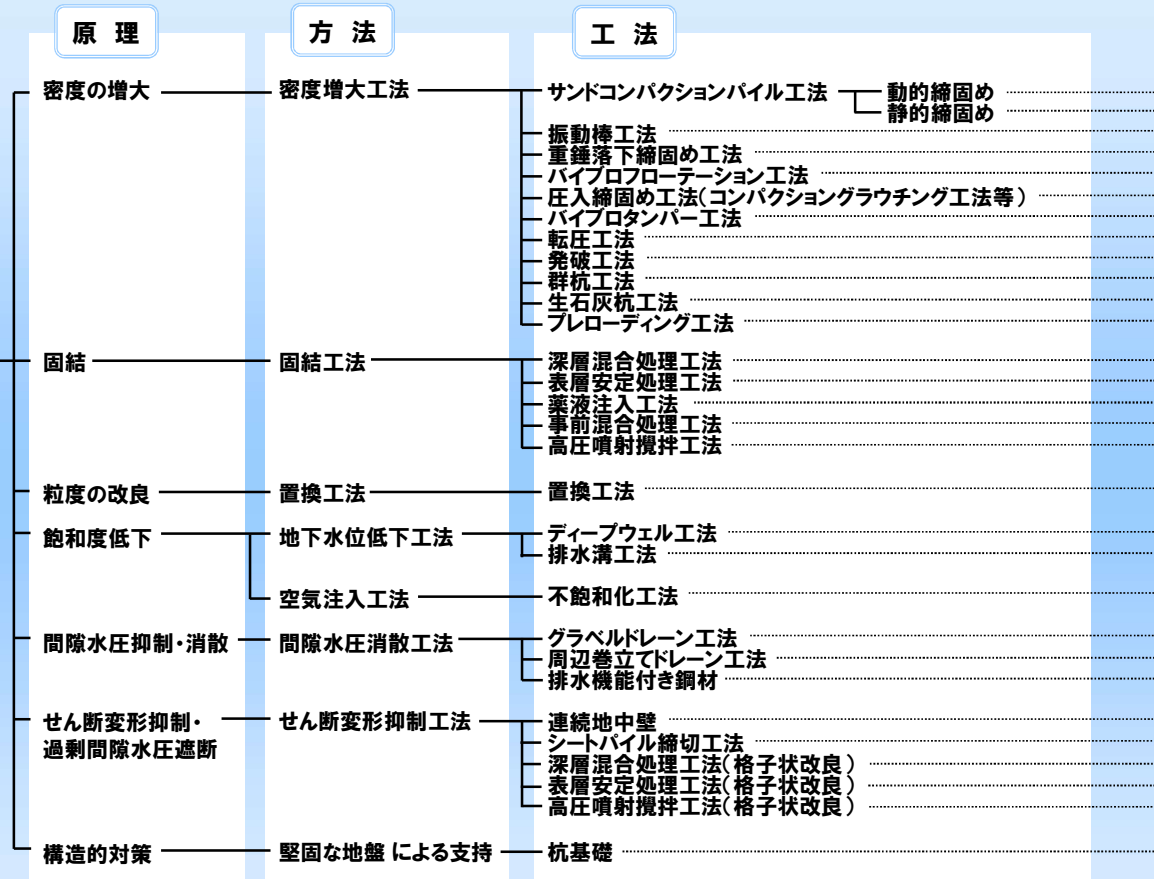 原 理
方 法
工 法
密度の増大
密度増大工法
サンドコンパクションパイル工法
動的締固め
静的締固め
振動棒工法
重錘落下締固め工法
バイブロフローテーション工法
圧入締固め工法(コンパクショングラウチング工法等)
バイブロタンパー工法
転圧工法
発破工法
群杭工法
生石灰杭工法
プレローディング工法
固結
固結工法
深層混合処理工法
表層安定処理工法
薬液注入工法
事前混合処理工法
高圧噴射攪拌工法
粒度の改良
置換工法
置換工法
飽和度低下
地下水位低下工法
ディープウェル工法
排水溝工法
空気注入工法
不飽和化工法
間隙水圧抑制・消散
間隙水圧消散工法
グラベルドレーン工法
周辺巻立てドレーン工法
排水機能付き鋼材
せん断変形抑制・
過剰間隙水圧遮断
せん断変形抑制工法
連続地中壁
シートパイル締切工法
深層混合処理工法(格子状改良)
表層安定処理工法(格子状改良)
高圧噴射攪拌工法(格子状改良)
構造的対策
堅固な地盤 による支持
杭基礎